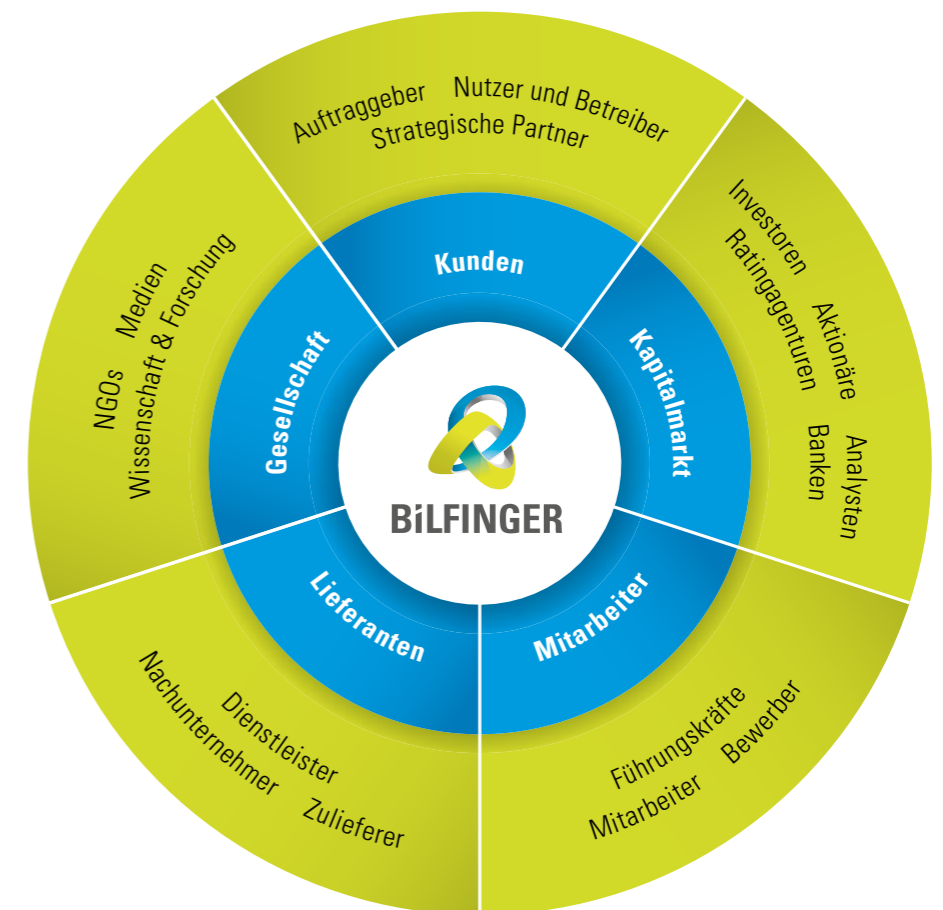 Auftraggeber Nutzer und Betreiber
Strategische Partner
Kunden
Investoren Aktionäre Analysten
Ratingagenturen Banken
Kapitalmarkt
Führungskräfte Bewerber
Mitarbeiter
Mitarbeiter
Dienstleister Zulieferer
Nachunternehmer
Lieferanten
NGOs Medien
Wissenschaft & Forschung
Gesellschaft
BiLFINGER